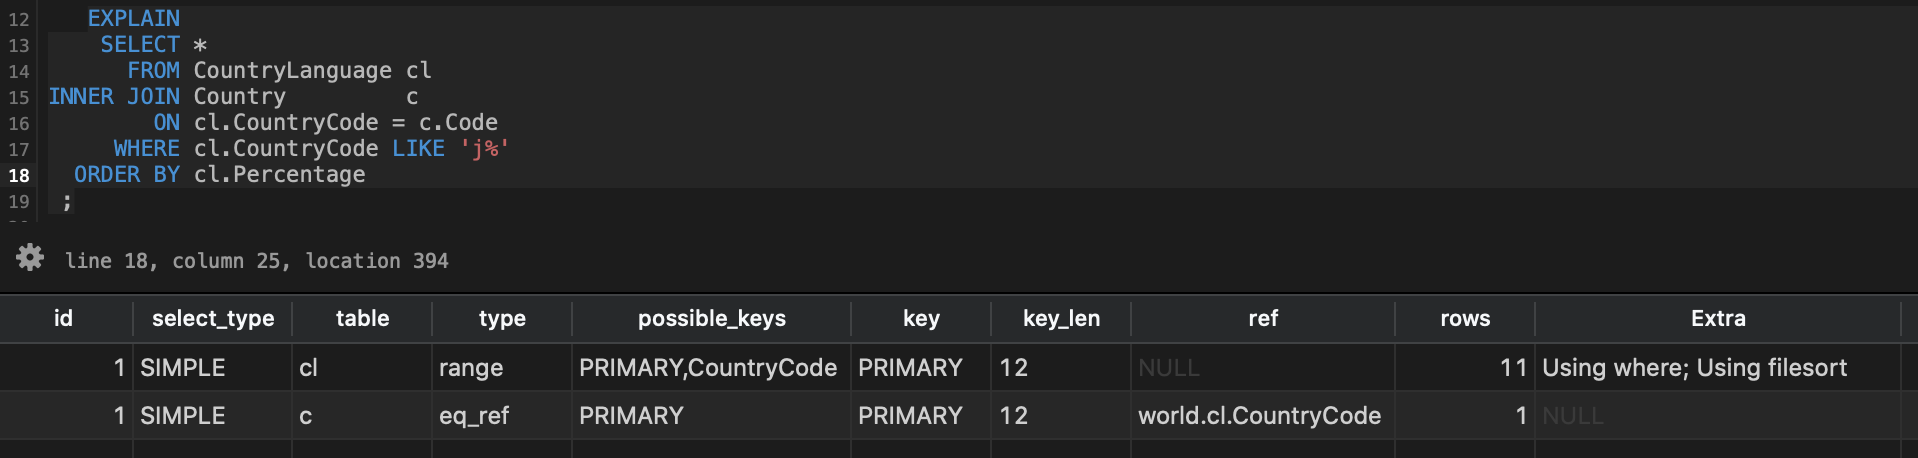 12 EXPLAIN
13 SELECT *
14 FROM CountryLanguage cl
15 INNER JOIN Country c
16 ON cl.CountryCode = c.Code
17 WHERE cl.CountryCode LIKE 'j%'
18 ORDER BY cl.Percentage
19 ;
line 18, column 25, location 394
id select_type table type possible_keys key key_len ref rows Extra
1 SIMPLE cl range PRIMARY,CountryCode PRIMARY 12 NULL 11 Using where; Using filesort
1 SIMPLE c eq_ref PRIMARY PRIMARY 12 world.cl.CountryCode 1 NULL